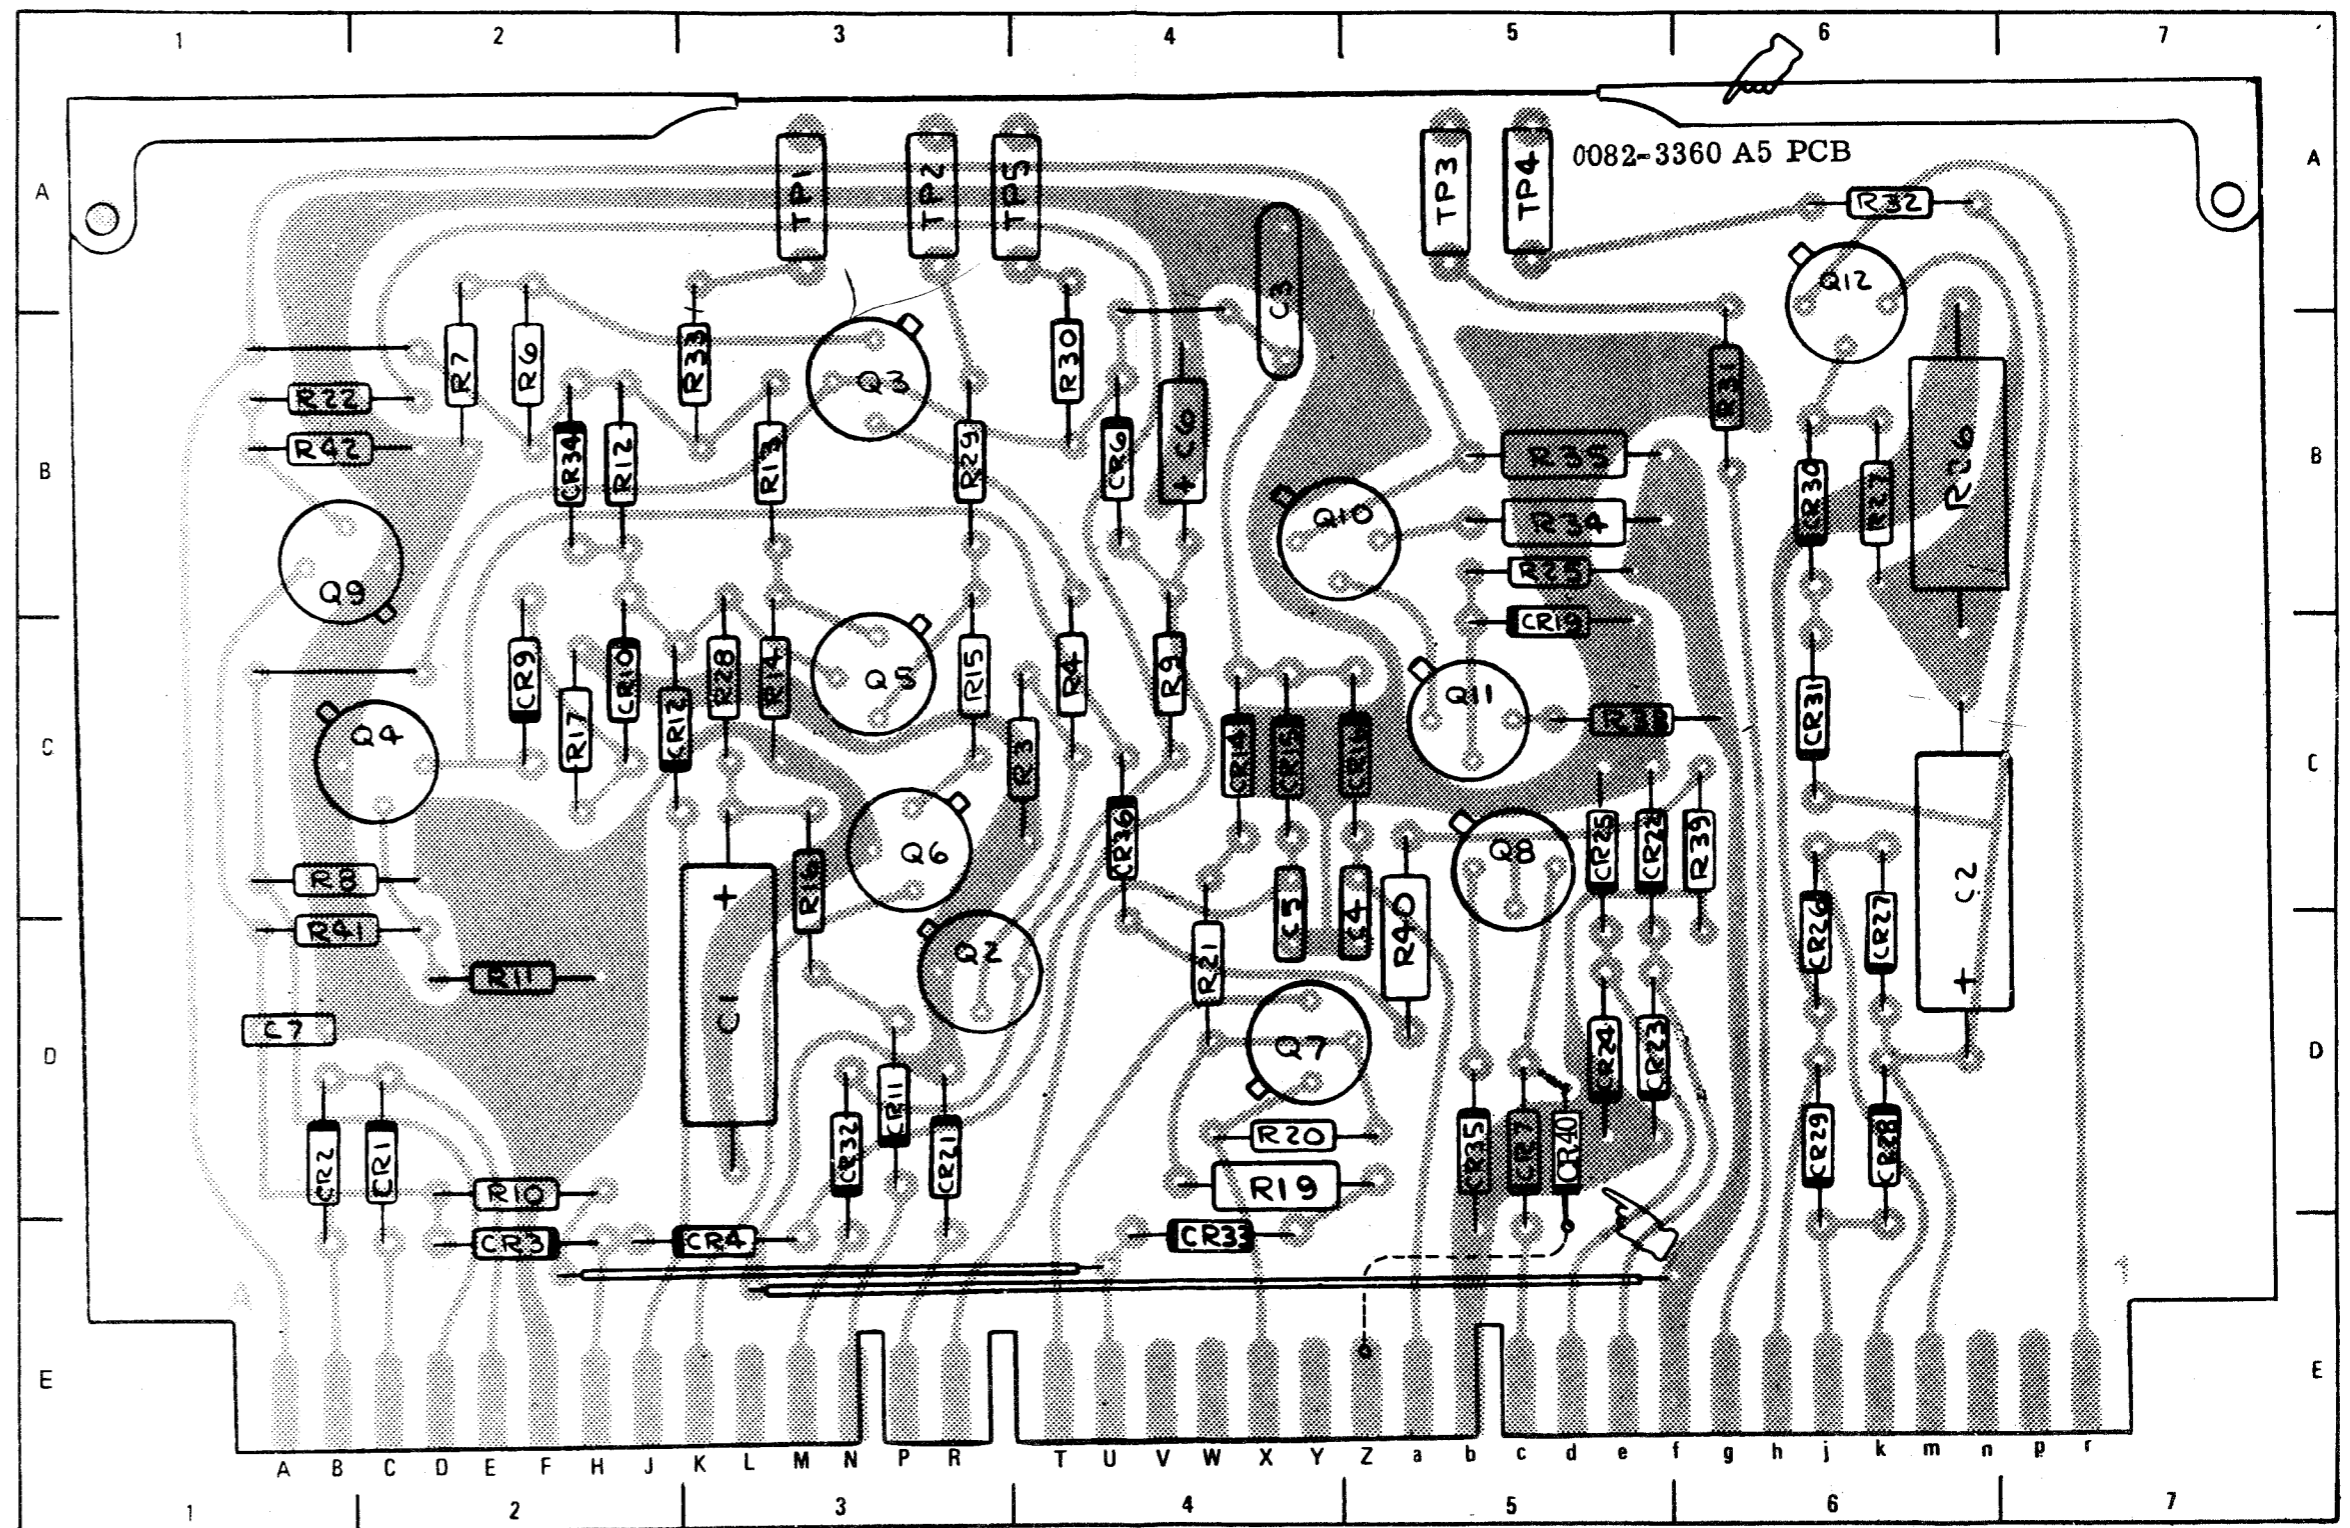 1 2 3 4 5 6 7
0082-3360 A5 PCB
A A
TP1 TP2 TP5 TP3 TP4
R32
Q12
C3
R7 R6 R33 Q3 R30 R31
R22
R42
CR34 R12 R13 R29 CR6 C6
R35
B B
CR30 R27 R26
Q10 R34
R25
Q9
CR19
CR9 CR10 R28 R14 Q5 R15 R4 R9
R17 CR12
Q11
CR31
Q4
R3 CR14 CR15 CR16
C C
CR36
Q6 Q8 CR25 R39
R8
R16
C2
R41
C5 C4 R40
CR26 CR27
Q2
R11
R21
C1
C7
Q7
CR24 CR23
D D
CR11
CR2 CR1 CR32 CR21
R20
CR35 CR7 CR40
CR29 CR28
R10
R19
CR3 CR4 CR33
A
E E
A B C D E F H J K L M N P R T U V W X Y Z a b c d e f g h j k m n p r
1 2 3 4 5 6 7